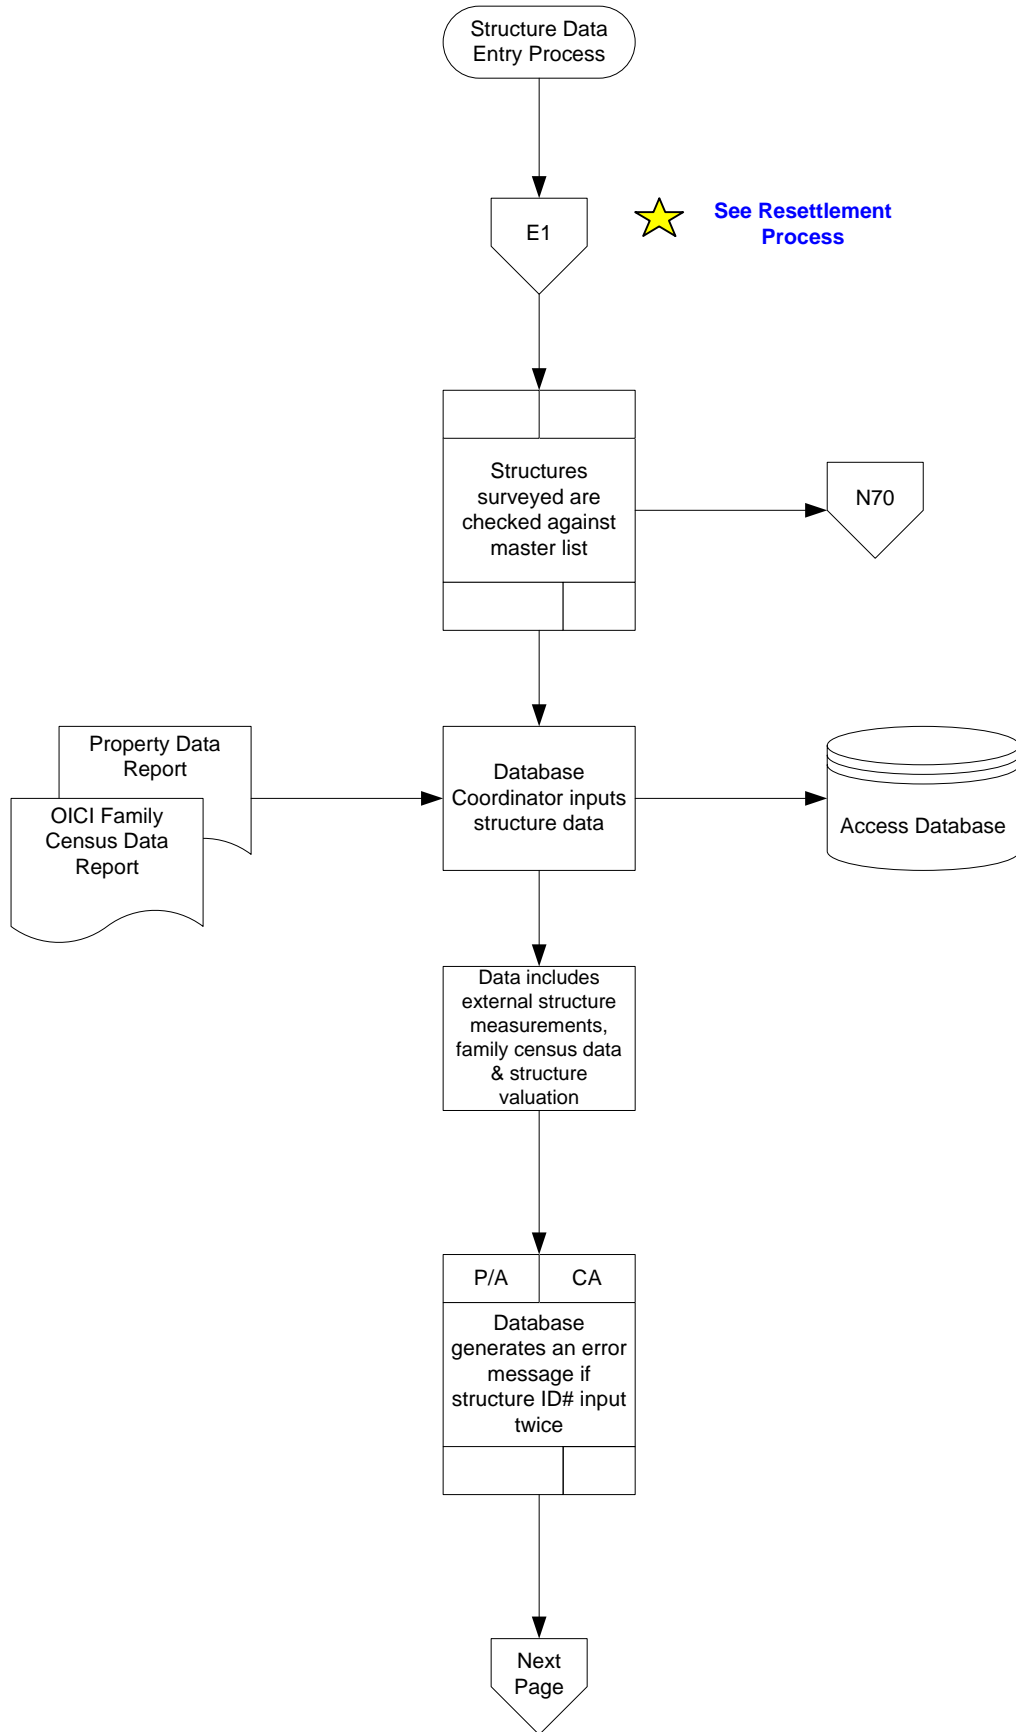 Structure Data
Entry Process
E1
See Resettlement
Process
Structures
surveyed are
checked against
master list
N70
Property Data
Report
OICI Family
Census Data
Report
Database
Coordinator inputs
structure data
Access Database
Data includes
external structure
measurements,
family census data
& structure
valuation
P/A
CA
Database
generates an error
message if
structure ID# input
twice
Next
Page